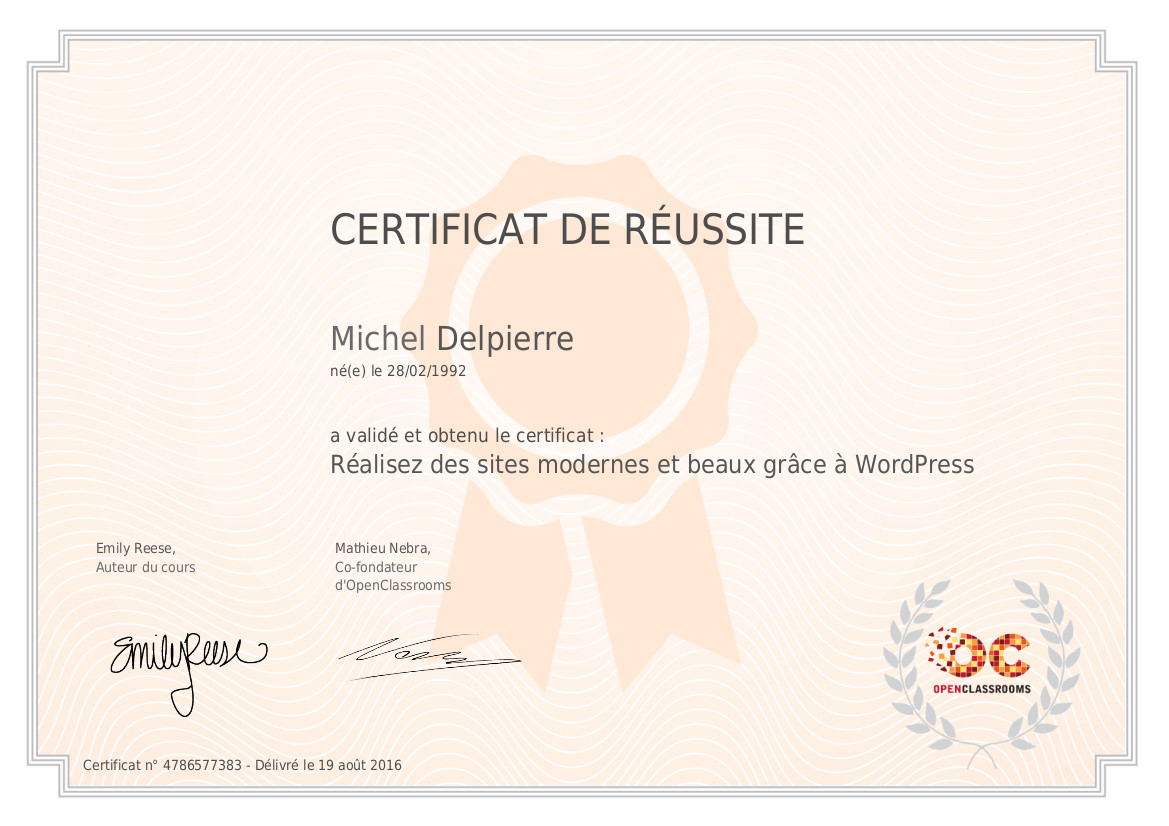 CERTIFICAT DE RÉUSSITE
Michel Delpierre
né(e) le 28/02/1992
a validé et obtenu le certificat :
Réalisez des sites modernes et beaux grâce à WordPress
Emily Reese,
Auteur du cours
Mathieu Nebra,
Co-fondateur
d'OpenClassrooms
EmilyReese
OC
OPENCLASSROOMS
Certificat n° 4786577383 - Délivré le 19 août 2016